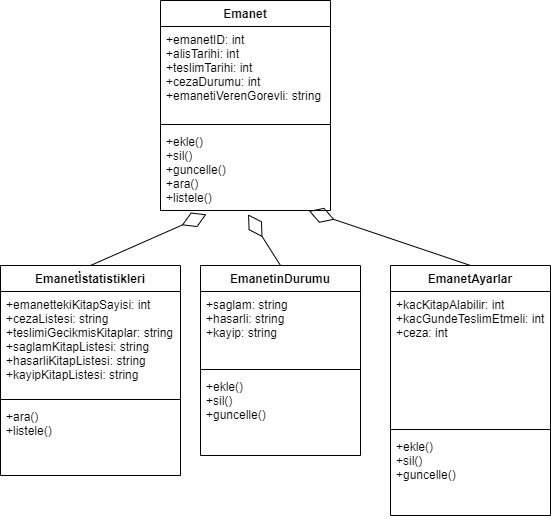 Emanet
+emanetID: int
+alisTarihi: int
+teslimTarihi: int
+cezaDurumu: int
+emanetiVerenGorevli: string
+ekle()
+sil()
+guncelle()
+ara()
+listele()
Emanetİstatistikleri
+emanettekiKitapSayisi: int
+cezaListesi: string
+teslimiGecikmisKitaplar: string
+saglamKitapListesi: string
+hasarliKitapListesi: string
+kayipKitapListesi: string
+ara()
+listele()
EmanetinDurumu
+saglam: string
+hasarli: string
+kayip: string
+ekle()
+sil()
+guncelle()
EmanetAyarlar
+kacKitapAlabilir: int
+kacGundeTeslimEtmeli: int
+ceza: int
+ekle()
+sil()
+guncelle()